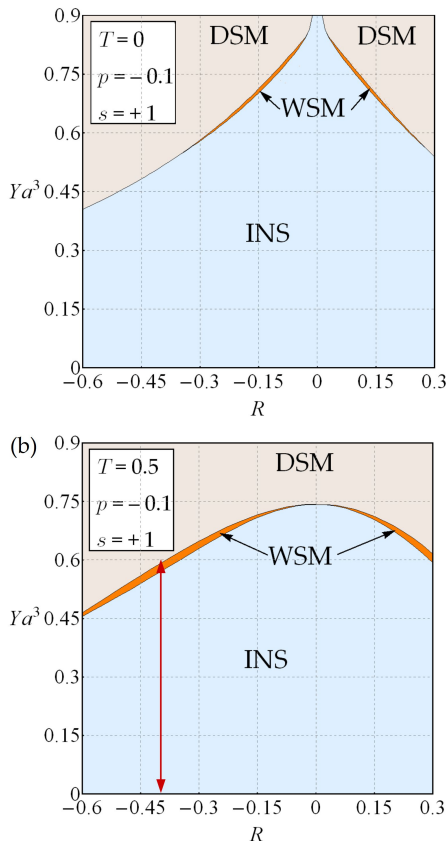 0.9
T = 0
p = −0.1
s = +1
DSM
DSM
0.75
WSM
0.6
Ya³ 0.45
INS
0.3
0.15
0
−0.6 −0.45 −0.3 −0.15 0 0.15 0.3
R
(b) 0.9
T = 0.5
p = −0.1
s = +1
DSM
0.75
WSM
0.6
Ya³ 0.45
INS
0.3
0.15
0
−0.6 −0.45 −0.3 −0.15 0 0.15 0.3
R